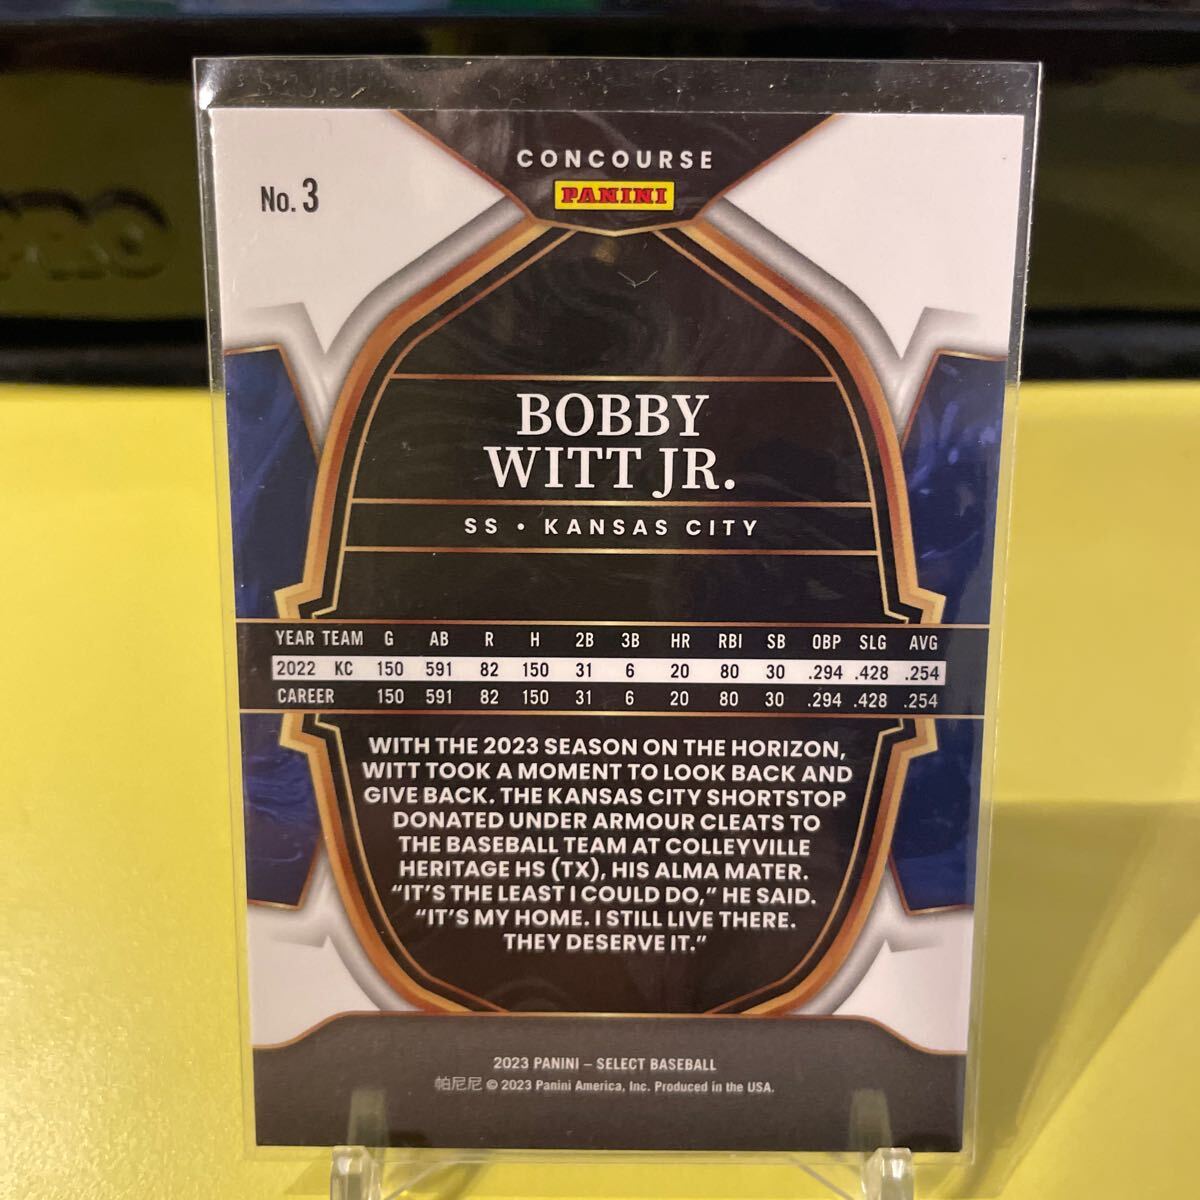 CONCOURSE
PANINI
No. 3
PRO
BOBBY
WITT JR.
SS • KANSAS CITY
YEAR TEAM G AB R H 2B 3B HR RBI SB OBP SLG AVG
2022 KC 150 591 82 150 31 6 20 80 30 .294 .428 .254
CAREER 150 591 82 150 31 6 20 80 30 .294 .428 .254
WITH THE 2023 SEASON ON THE HORIZON,
WITT TOOK A MOMENT TO LOOK BACK AND
GIVE BACK. THE KANSAS CITY SHORTSTOP
DONATED UNDER ARMOUR CLEATS TO
THE BASEBALL TEAM AT COLLEYVILLE
HERITAGE HS (TX), HIS ALMA MATER.
“IT’S THE LEAST I COULD DO,” HE SAID.
“IT’S MY HOME. I STILL LIVE THERE.
THEY DESERVE IT.”
2023 PANINI – SELECT BASEBALL
帕尼尼 © 2023 Panini America, Inc. Produced in the USA.